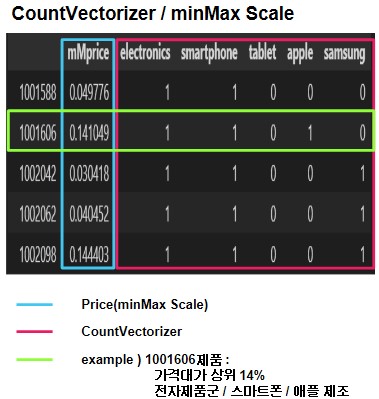 CountVectorizer / minMax Scale
mMprice electronics smartphone tablet apple samsung
1001588 0.049776 1 1 0 0 0
1001606 0.141049 1 1 0 1 0
1002042 0.030418 1 1 0 0 1
1002062 0.040452 1 1 0 0 1
1002098 0.144403 1 1 0 0 1
Price(minMax Scale)
CountVectorizer
example ) 1001606제품 :
가격대가 상위 14%
전자제품군 / 스마트폰 / 애플 제조